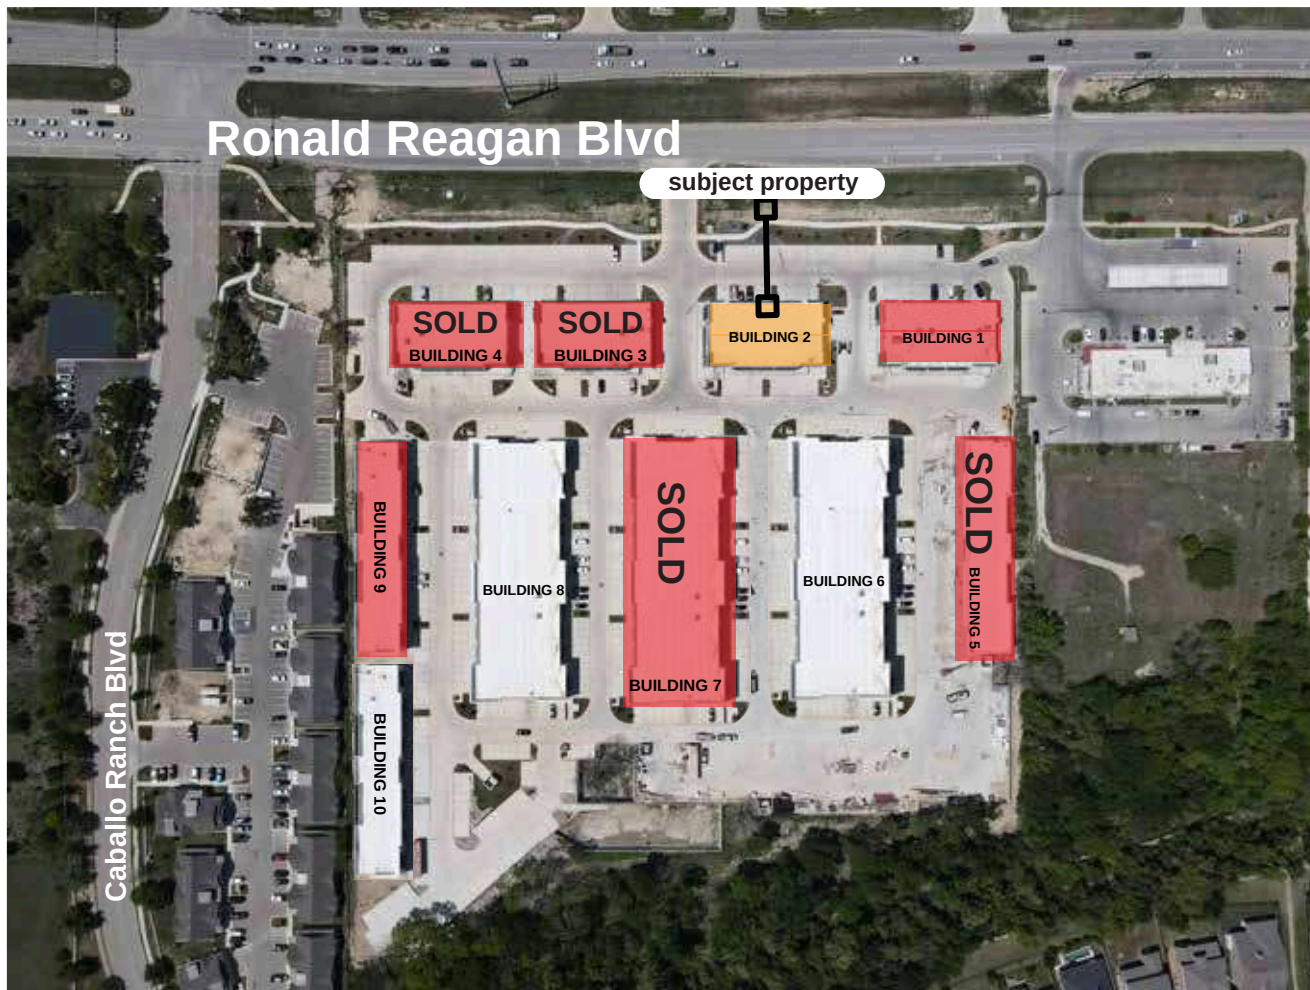 Ronald Reagan Blvd
subject property
SOLD
BUILDING 4
SOLD
BUILDING 3
BUILDING 2
BUILDING 1
BUILDING 9
BUILDING 8
SOLD
BUILDING 7
BUILDING 6
SOLD
BUILDING 5
BUILDING 10
Caballo Ranch Blvd